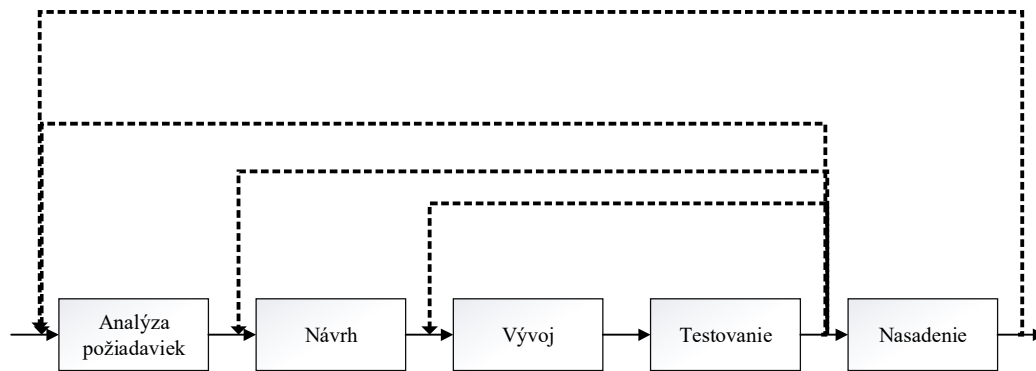 Analýza
požiadaviek
Návrh
Vývoj
Testovanie
Nasadenie